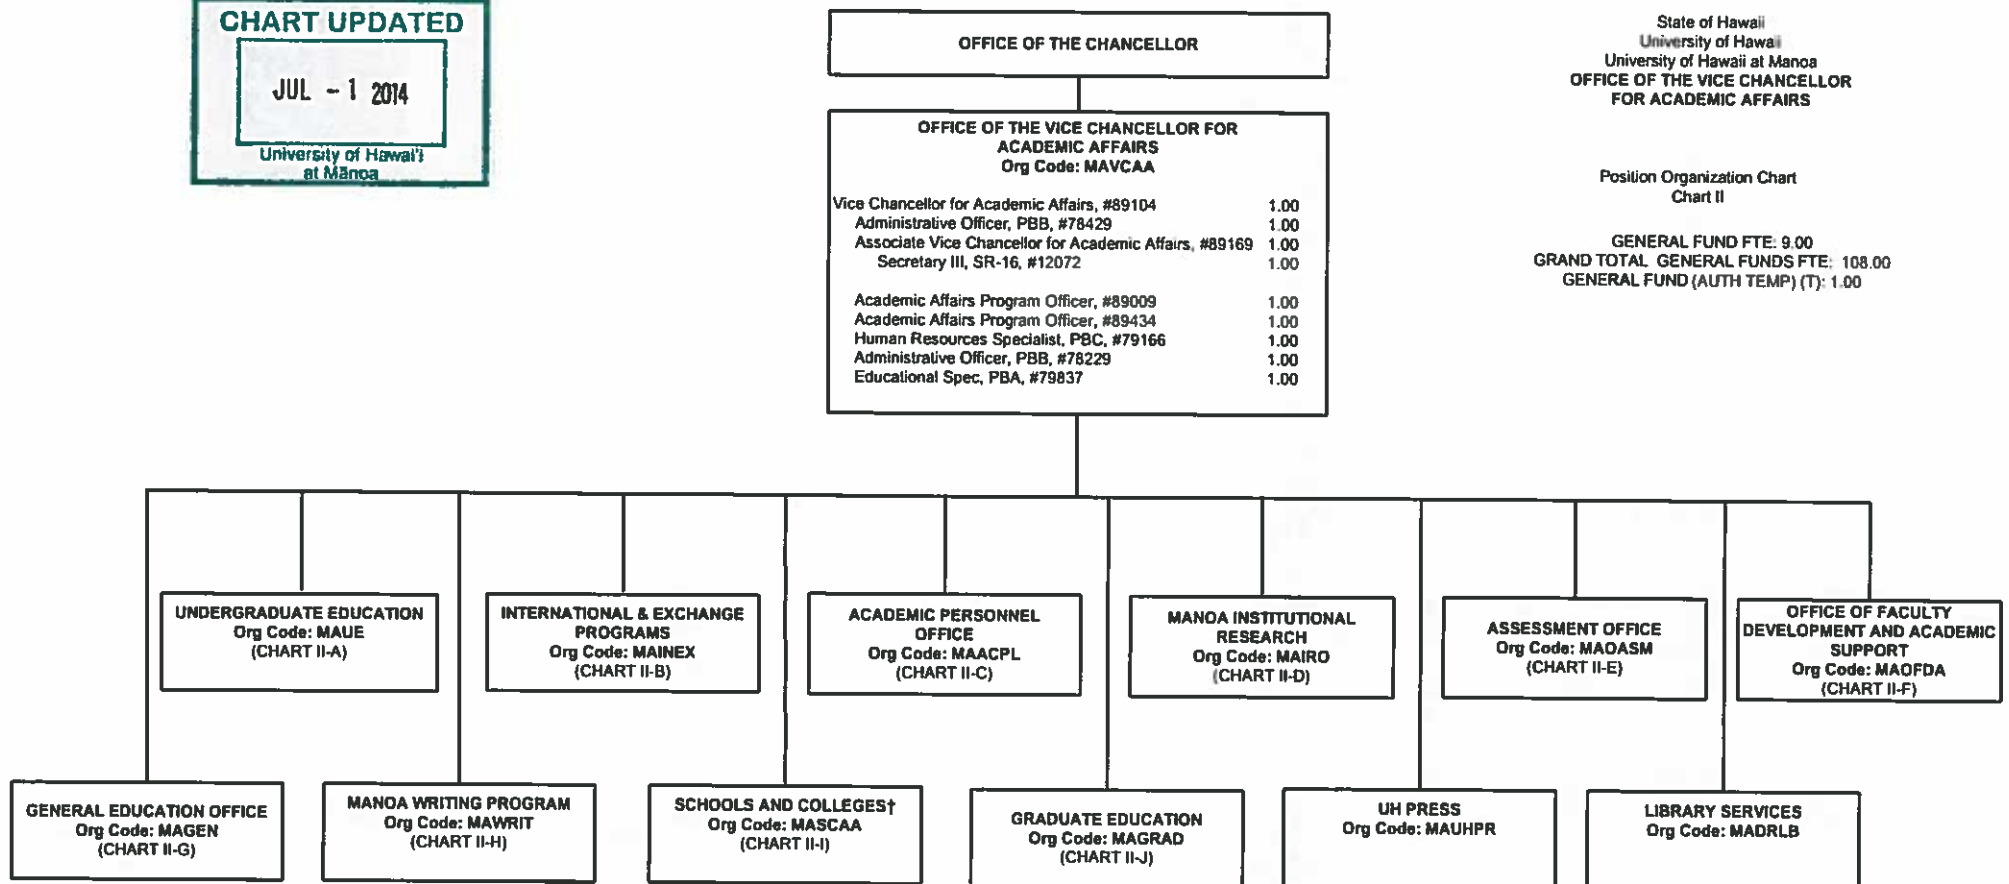 CHART UPDATED
JUL - 1 2014
University of Hawai'i
at Mānoa
OFFICE OF THE CHANCELLOR
State of Hawaii
University of Hawaii
University of Hawaii at Manoa
OFFICE OF THE VICE CHANCELLOR
FOR ACADEMIC AFFAIRS
Position Organization Chart
Chart II
GENERAL FUND FTE: 9.00
GRAND TOTAL GENERAL FUNDS FTE: 108.00
GENERAL FUND (AUTH TEMP) (T): 1.00
OFFICE OF THE VICE CHANCELLOR FOR
ACADEMIC AFFAIRS
Org Code: MAVCAA
Vice Chancellor for Academic Affairs, #89104 1.00
Administrative Officer, PBB, #78429 1.00
Associate Vice Chancellor for Academic Affairs, #89169 1.00
Secretary III, SR-16, #12072 1.00
Academic Affairs Program Officer, #89009 1.00
Academic Affairs Program Officer, #89434 1.00
Human Resources Specialist, PBC, #79166 1.00
Administrative Officer, PBB, #78229 1.00
Educational Spec, PBA, #79837 1.00
UNDERGRADUATE EDUCATION
Org Code: MAUE
(CHART II-A)
INTERNATIONAL & EXCHANGE
PROGRAMS
Org Code: MAINEX
(CHART II-B)
ACADEMIC PERSONNEL
OFFICE
Org Code: MAACPL
(CHART II-C)
MANOA INSTITUTIONAL
RESEARCH
Org Code: MAIRO
(CHART II-D)
ASSESSMENT OFFICE
Org Code: MAOASM
(CHART II-E)
OFFICE OF FACULTY
DEVELOPMENT AND ACADEMIC
SUPPORT
Org Code: MAOFDA
(CHART II-F)
GENERAL EDUCATION OFFICE
Org Code: MAGEN
(CHART II-G)
MANOA WRITING PROGRAM
Org Code: MAWRIT
(CHART II-H)
SCHOOLS AND COLLEGES†
Org Code: MASCAA
(CHART II-I)
GRADUATE EDUCATION
Org Code: MAGRAD
(CHART II-J)
UH PRESS
Org Code: MAUHPR
LIBRARY SERVICES
Org Code: MADRLB